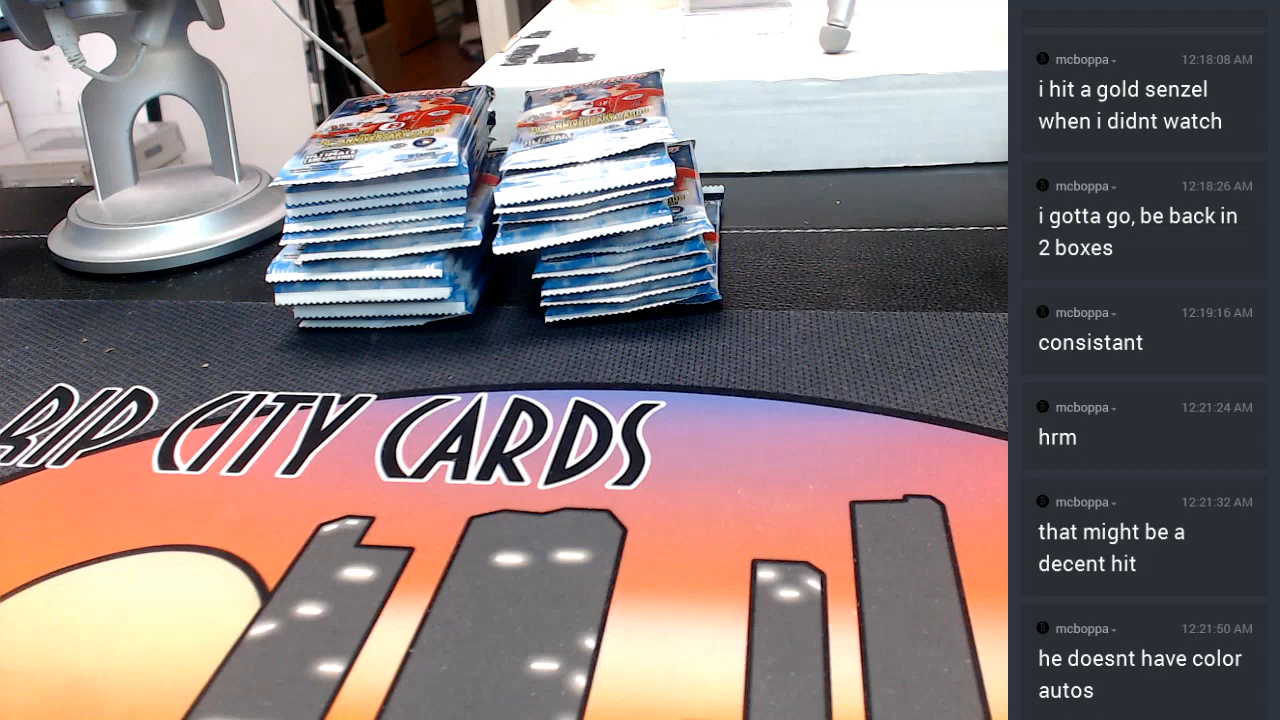 RIP CITY CARDS
mcboppa 12:18:08 AM
i hit a gold senzel
when i didnt watch
mcboppa 12:18:26 AM
i gotta go, be back in
2 boxes
mcboppa 12:19:16 AM
consistant
mcboppa 12:21:24 AM
hrm
mcboppa 12:21:32 AM
that might be a
decent hit
mcboppa 12:21:50 AM
he doesnt have color
autos